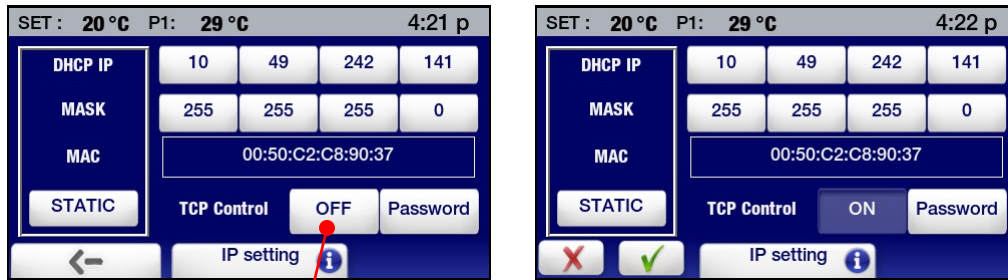 SET : 20 °C P1: 29 °C 4:21 p
DHCP IP 10 49 242 141
MASK 255 255 255 0
MAC 00:50:C2:C8:90:37
STATIC TCP Control OFF Password
IP setting i
SET : 20 °C P1: 29 °C 4:22 p
DHCP IP 10 49 242 141
MASK 255 255 255 0
MAC 00:50:C2:C8:90:37
STATIC TCP Control ON Password
IP setting i